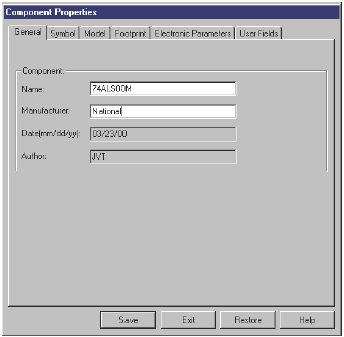 Component Properties
General Symbol Model Footprint Electronic Parameters User Fields
Component:
Name: 74ALS00M
Manufacturer: National
Date(mm/dd/yy): 03/23/00
Author: JVT
Save Exit Restore Help